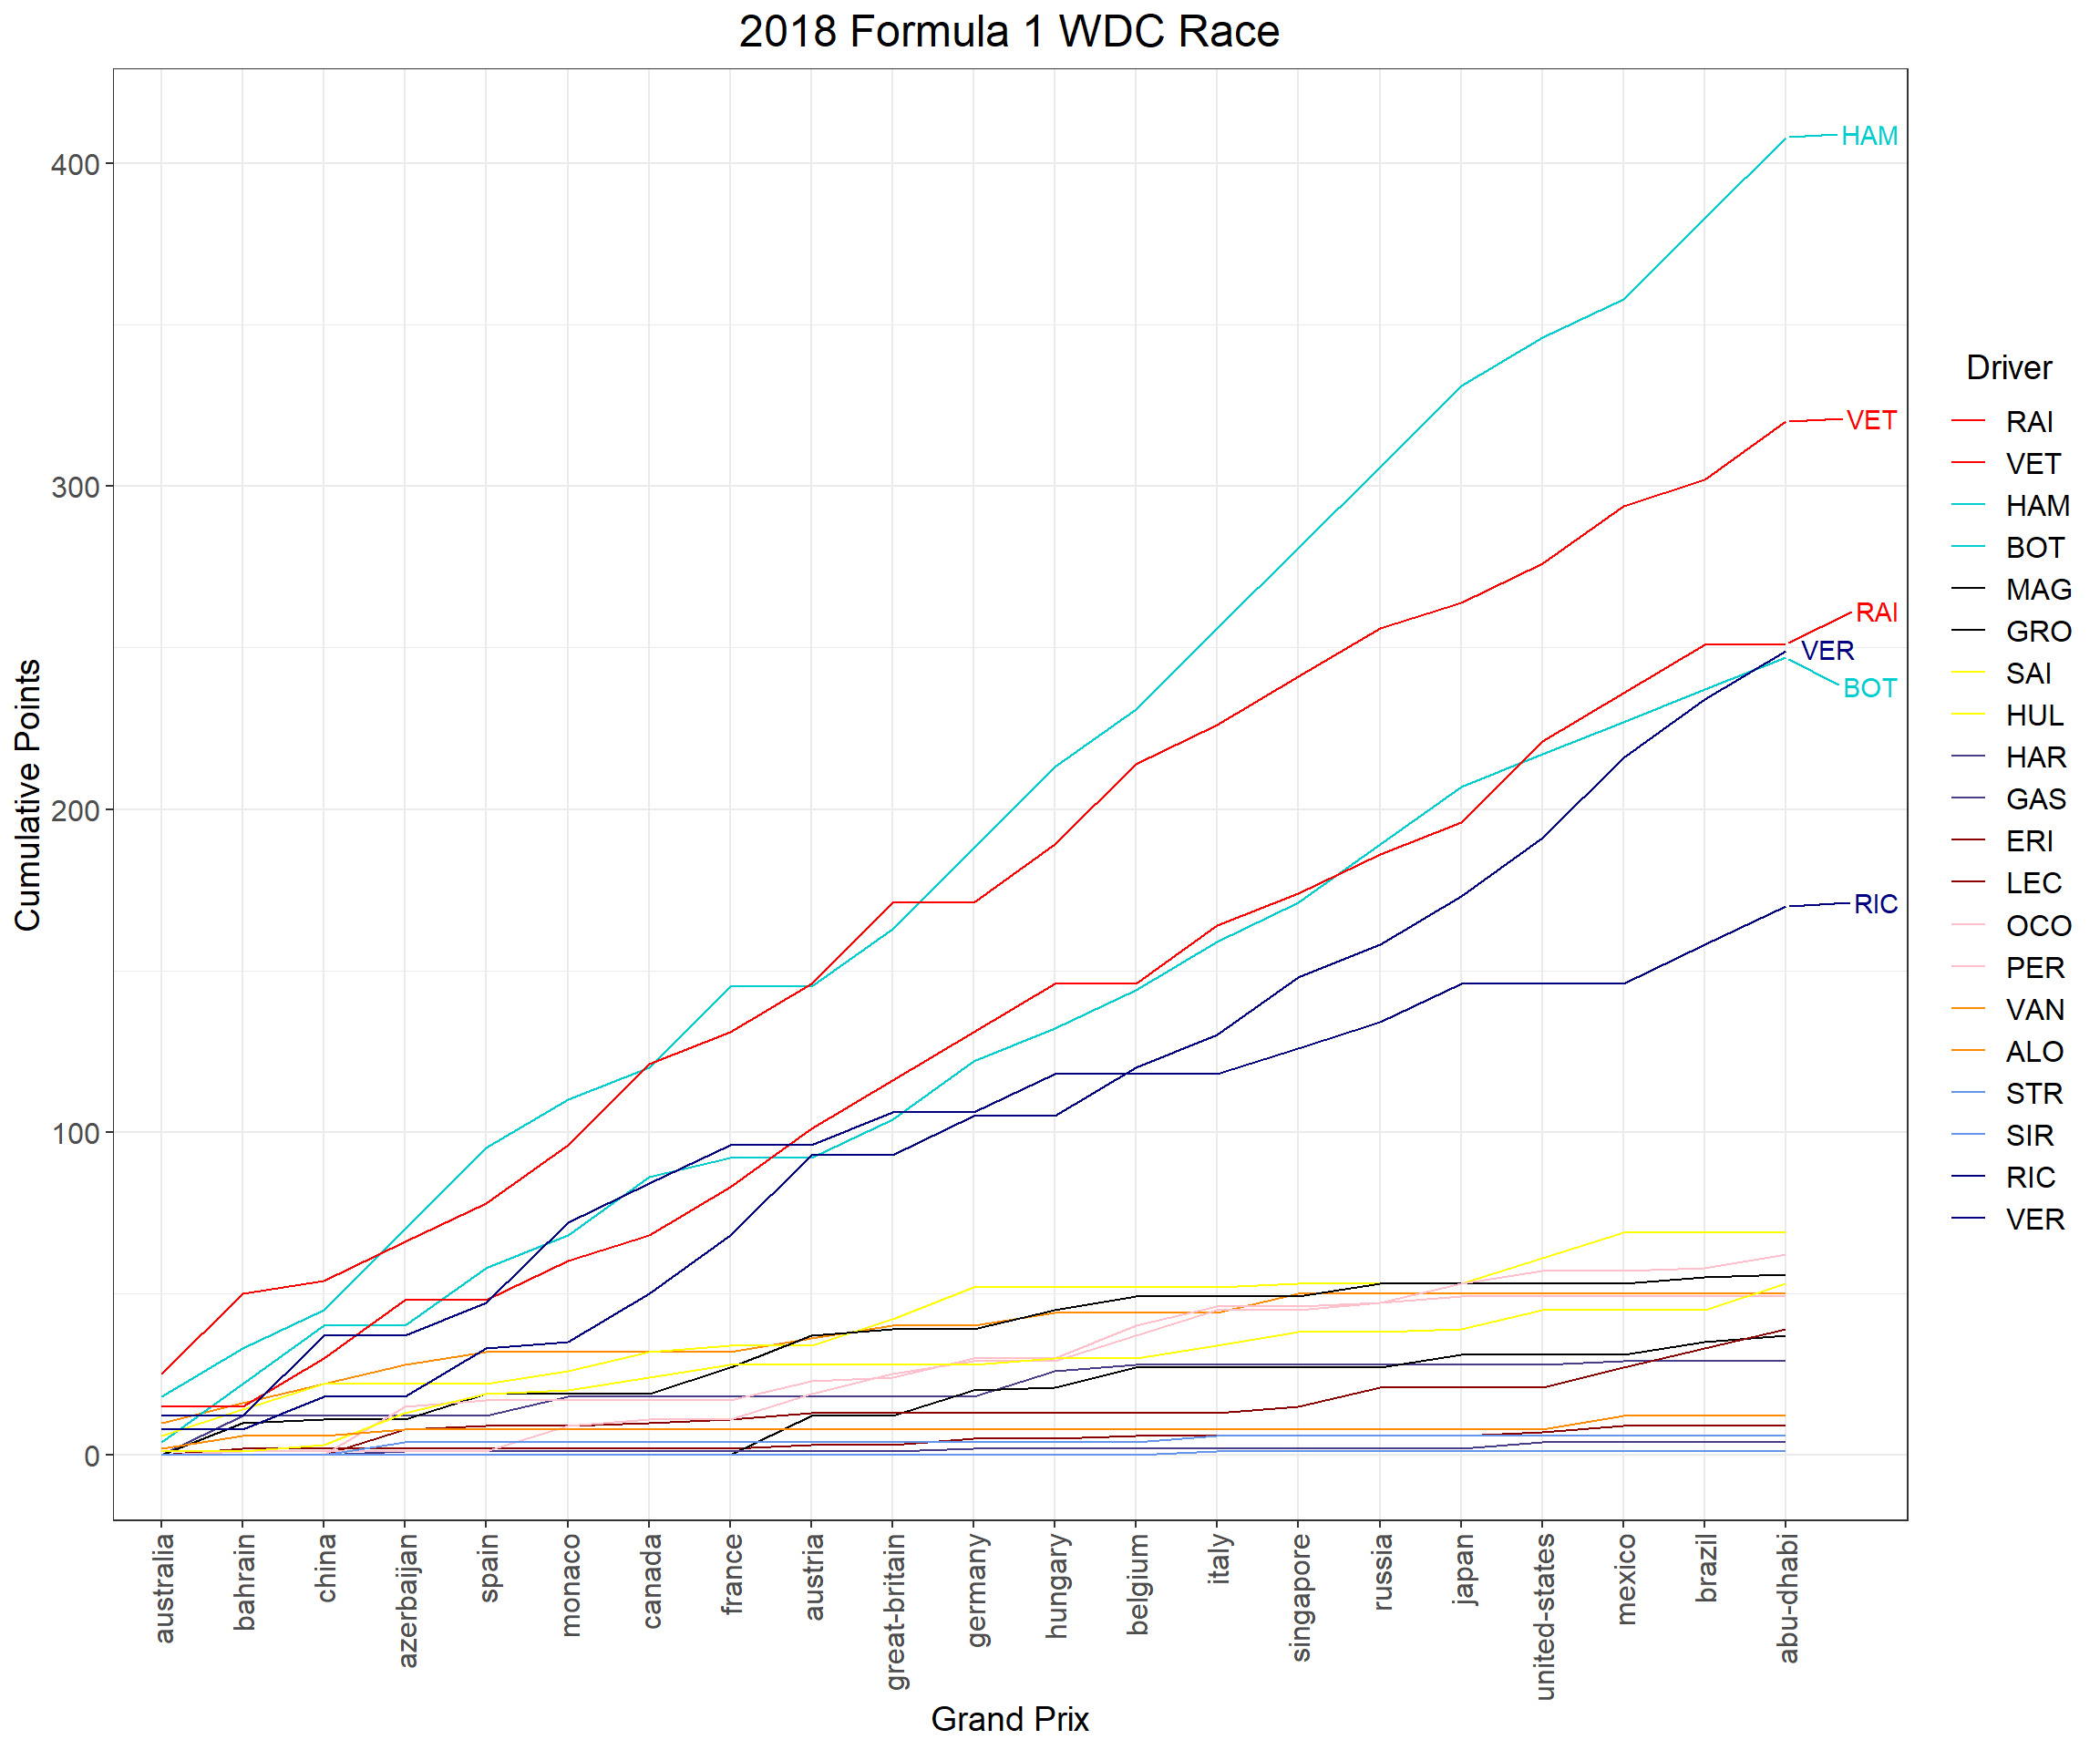 2018 Formula 1 WDC Race
Cumulative Points
400
300
200
100
0
HAM
VET
RAI
VER
BOT
RIC
Driver
RAI
VET
HAM
BOT
MAG
GRO
SAI
HUL
HAR
GAS
ERI
LEC
OCO
PER
VAN
ALO
STR
SIR
RIC
VER
australia
bahrain
china
azerbaijan
spain
monaco
canada
france
austria
great-britain
germany
hungary
belgium
italy
singapore
russia
japan
united-states
mexico
brazil
abu-dhabi
Grand Prix